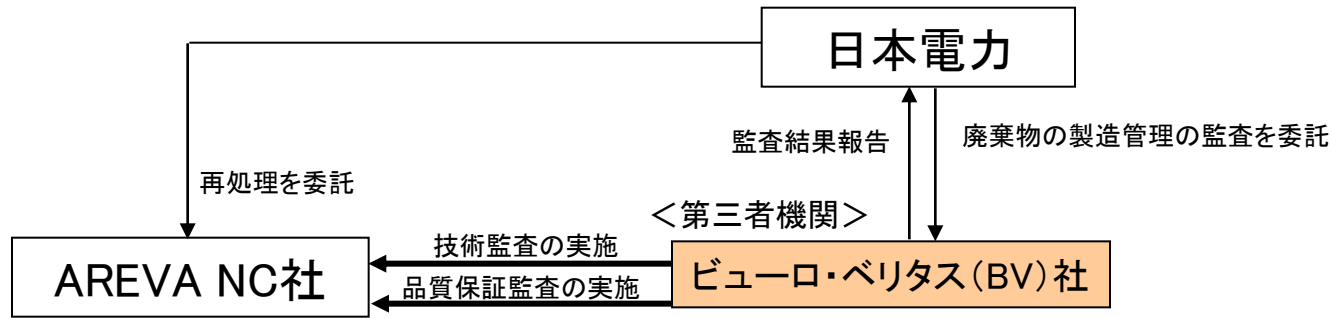 日本電力
監査結果報告
廃棄物の製造管理の監査を委託
再処理を委託
＜第三者機関＞
技術監査の実施
AREVA NC社
ビューロ・ベリタス（BV）社
品質保証監査の実施